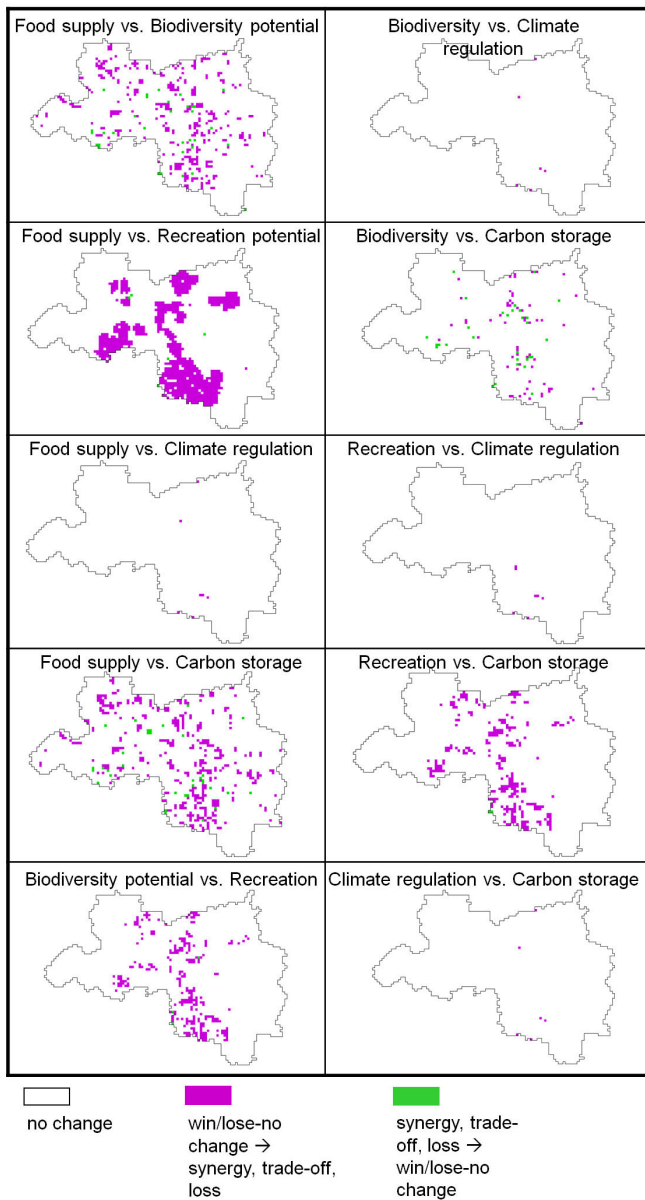 Food supply vs. Biodiversity potential
Biodiversity vs. Climate
regulation
Food supply vs. Recreation potential
Biodiversity vs. Carbon storage
Food supply vs. Climate regulation
Recreation vs. Climate regulation
Food supply vs. Carbon storage
Recreation vs. Carbon storage
Biodiversity potential vs. Recreation
Climate regulation vs. Carbon storage
no change
win/lose-no
change →
synergy, trade-off,
loss
synergy, trade-
off, loss →
win/lose-no
change